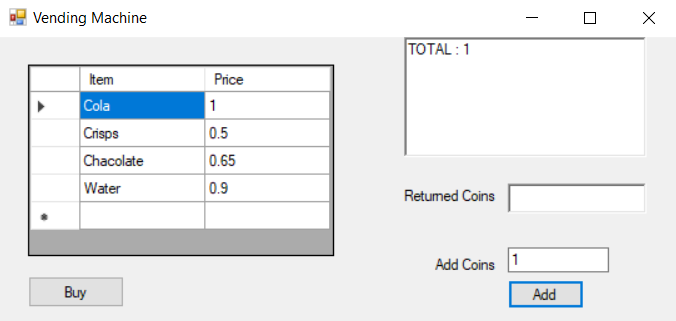 Vending Machine
Item Price
Cola 1
Crisps 0.5
Chacolate 0.65
Water 0.9
Buy
TOTAL : 1
Returned Coins
Add Coins 1
Add